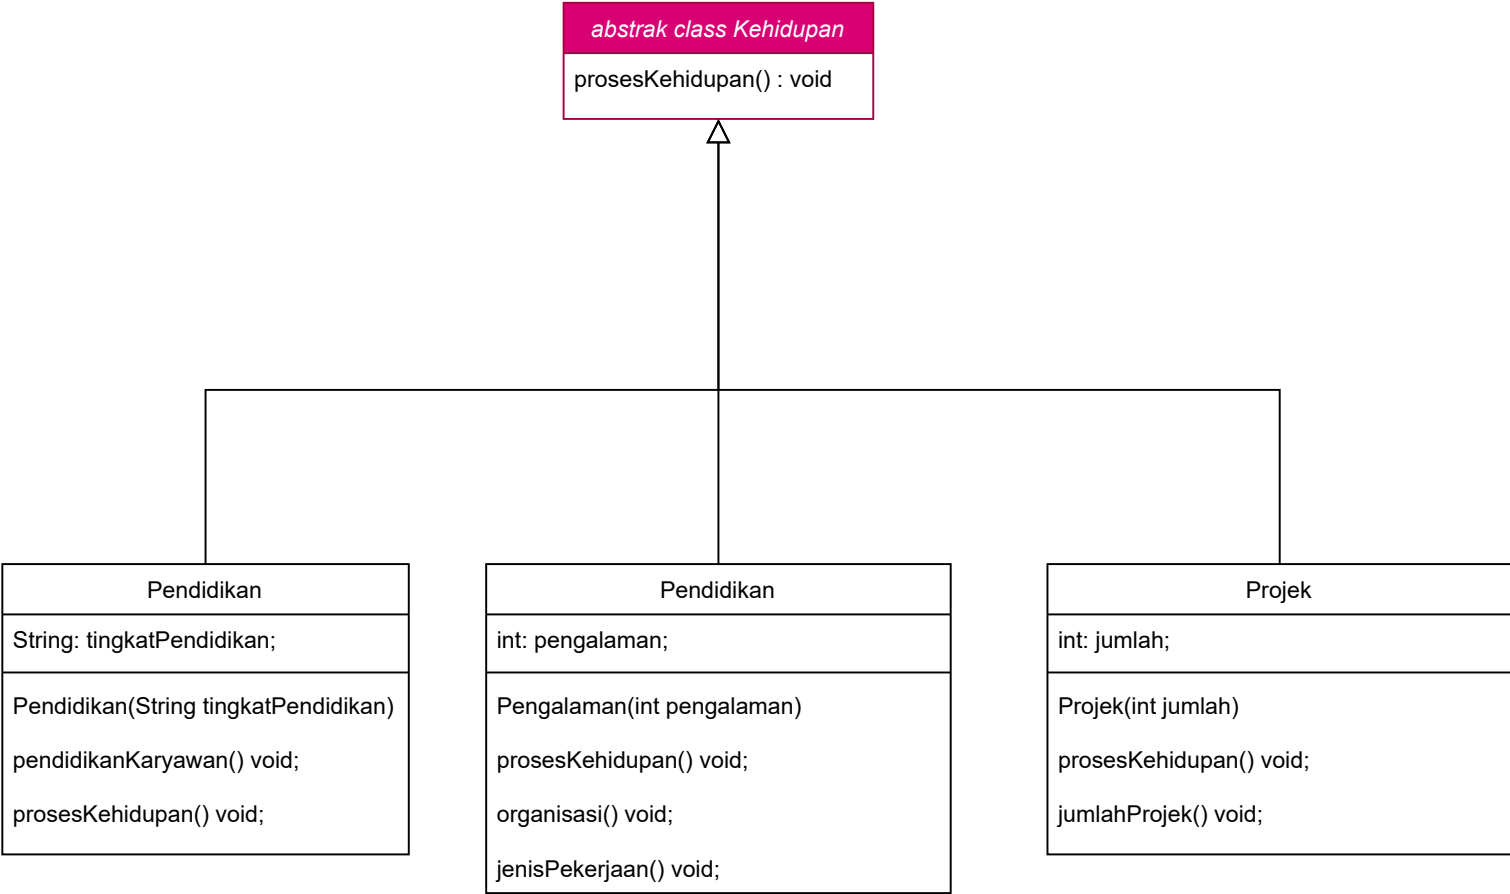 abstrak class Kehidupan
prosesKehidupan() : void
Pendidikan
String: tingkatPendidikan;
Pendidikan(String tingkatPendidikan)
pendidikanKaryawan() void;
prosesKehidupan() void;
Pendidikan
int: pengalaman;
Pengalaman(int pengalaman)
prosesKehidupan() void;
organisasi() void;
jenisPekerjaan() void;
Projek
int: jumlah;
Projek(int jumlah)
prosesKehidupan() void;
jumlahProjek() void;